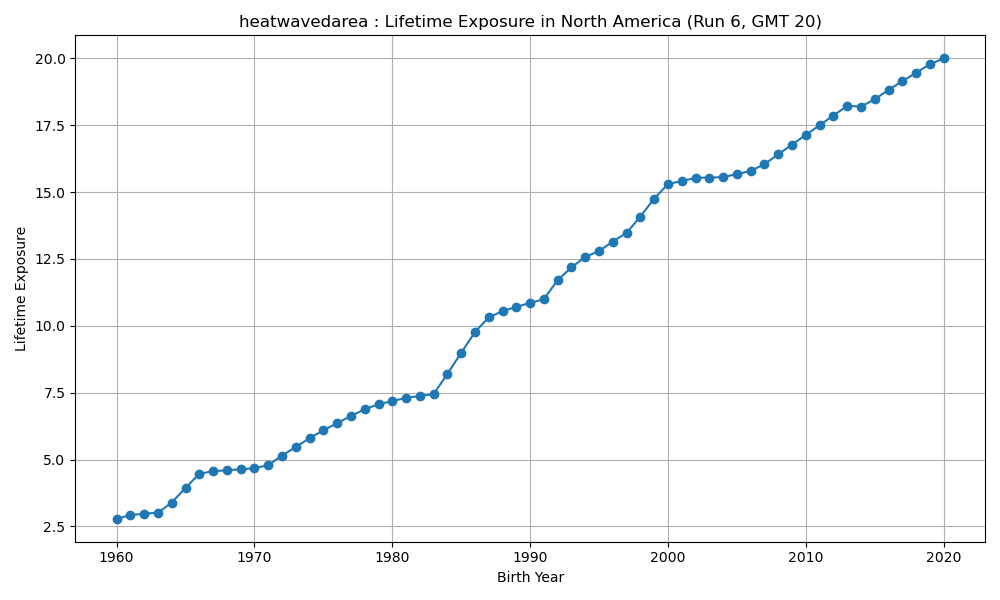 heatwavedarea : Lifetime Exposure in North America (Run 6, GMT 20)
Lifetime Exposure
20.0
17.5
15.0
12.5
10.0
7.5
5.0
2.5
1960 1970 1980 1990 2000 2010 2020
Birth Year